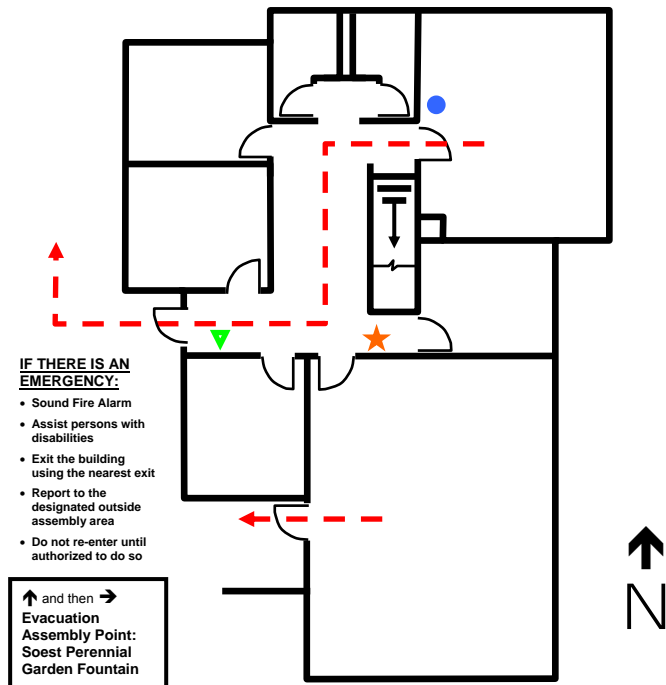 IF THERE IS AN
EMERGENCY:
• Sound Fire Alarm
• Assist persons with
disabilities
• Exit the building
using the nearest exit
• Report to the
designated outside
assembly area
• Do not re-enter until
authorized to do so
↑ and then →
Evacuation
Assembly Point:
Soest Perennial
Garden Fountain
N